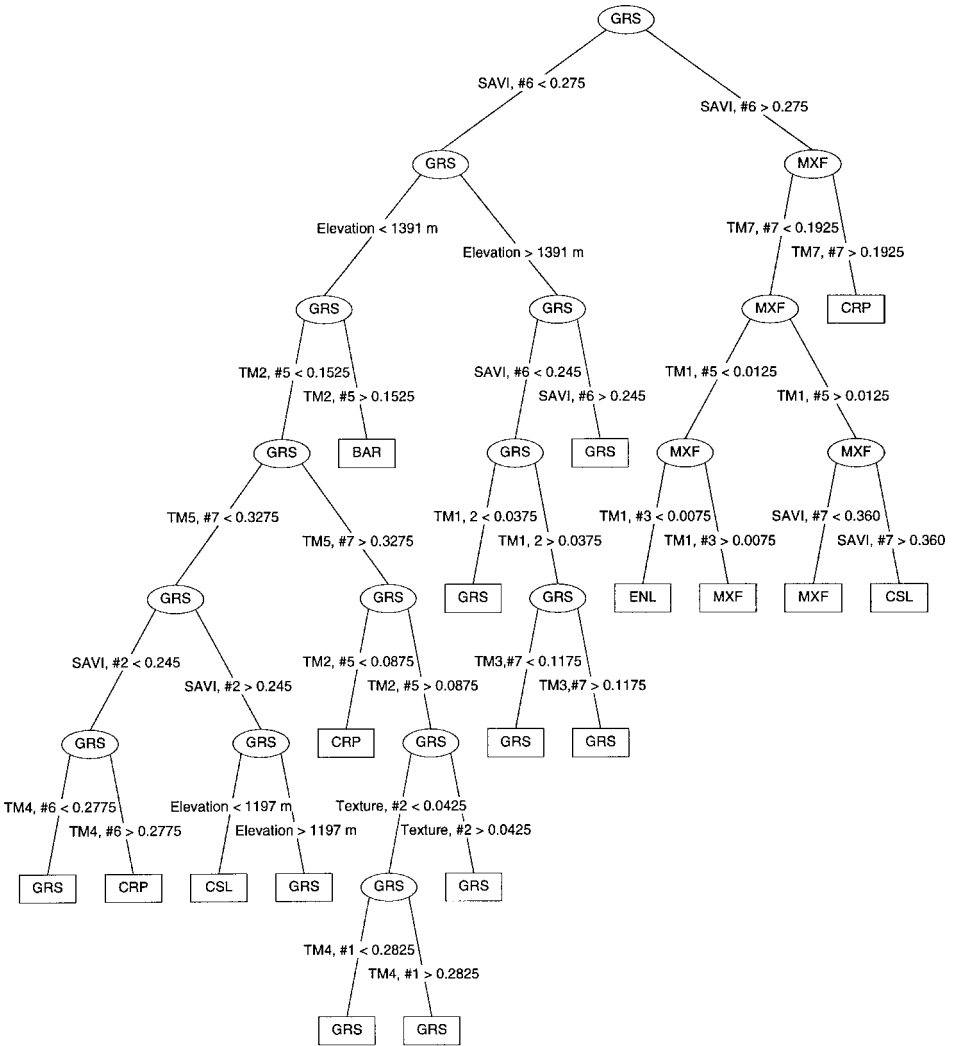 GRS
SAVI, #6 < 0.275
SAVI, #6 > 0.275
GRS
MXF
Elevation < 1391 m
Elevation > 1391 m
TM7, #7 < 0.1925
TM7, #7 > 0.1925
GRS
GRS
MXF
CRP
TM2, #5 < 0.1525
TM2, #5 > 0.1525
SAVI, #6 < 0.245
SAVI, #6 > 0.245
TM1, #5 < 0.0125
TM1, #5 > 0.0125
GRS
BAR
GRS
GRS
MXF
MXF
TM5, #7 < 0.3275
TM5, #7 > 0.3275
TM1, 2 < 0.0375
TM1, 2 > 0.0375
TM1, #3 < 0.0075
TM1, #3 > 0.0075
SAVI, #7 < 0.360
SAVI, #7 > 0.360
GRS
GRS
GRS
GRS
ENL
MXF
MXF
CSL
SAVI, #2 < 0.245
SAVI, #2 > 0.245
TM2, #5 < 0.0875
TM2, #5 > 0.0875
TM3,#7 < 0.1175
TM3,#7 > 0.1175
GRS
GRS
CRP
GRS
GRS
GRS
TM4, #6 < 0.2775
TM4, #6 > 0.2775
Elevation < 1197 m
Elevation > 1197 m
Texture, #2 < 0.0425
Texture, #2 > 0.0425
GRS
CRP
CSL
GRS
GRS
GRS
TM4, #1 < 0.2825
TM4, #1 > 0.2825
GRS
GRS